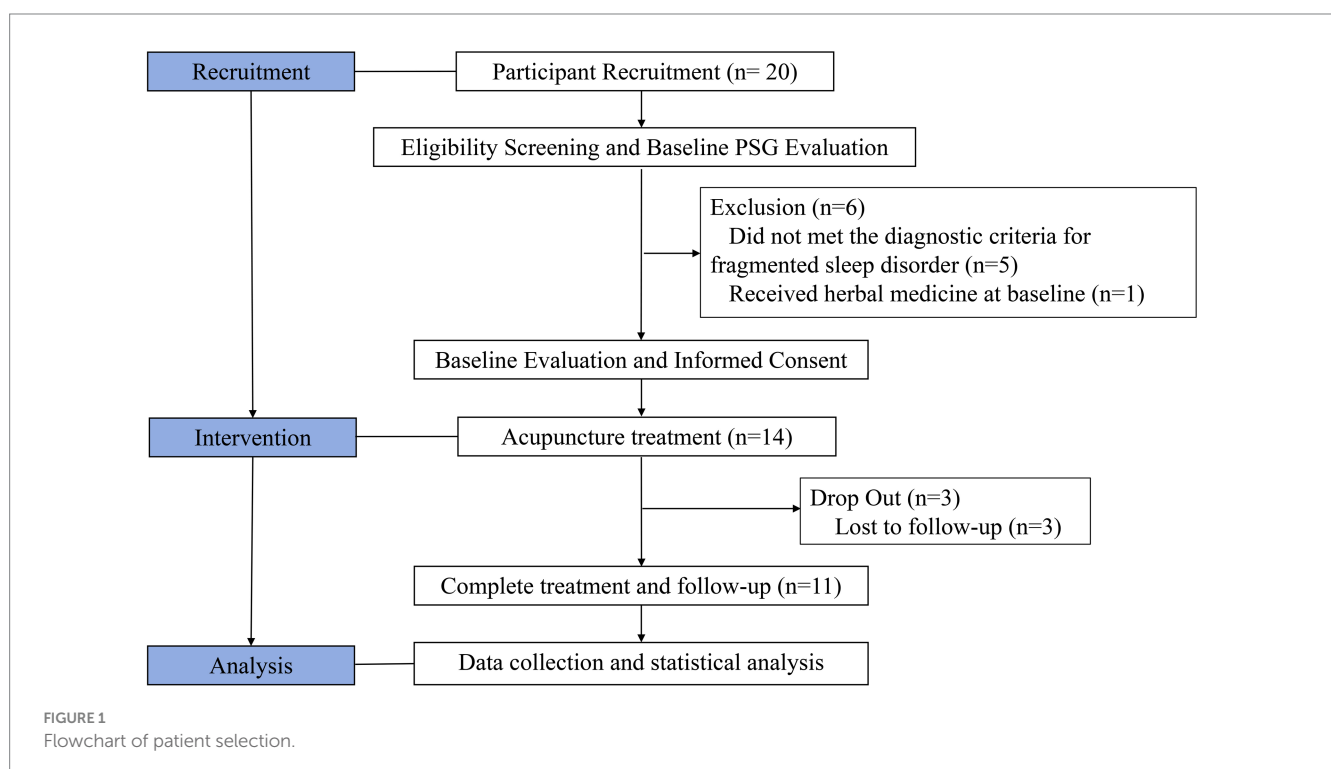 Recruitment
Participant Recruitment (n= 20)
Eligibility Screening and Baseline PSG Evaluation
Exclusion (n=6)
Did not met the diagnostic criteria for
fragmented sleep disorder (n=5)
Received herbal medicine at baseline (n=1)
Baseline Evaluation and Informed Consent
Intervention
Acupuncture treatment (n=14)
Drop Out (n=3)
Lost to follow-up (n=3)
Complete treatment and follow-up (n=11)
Analysis
Data collection and statistical analysis
FIGURE 1
Flowchart of patient selection.